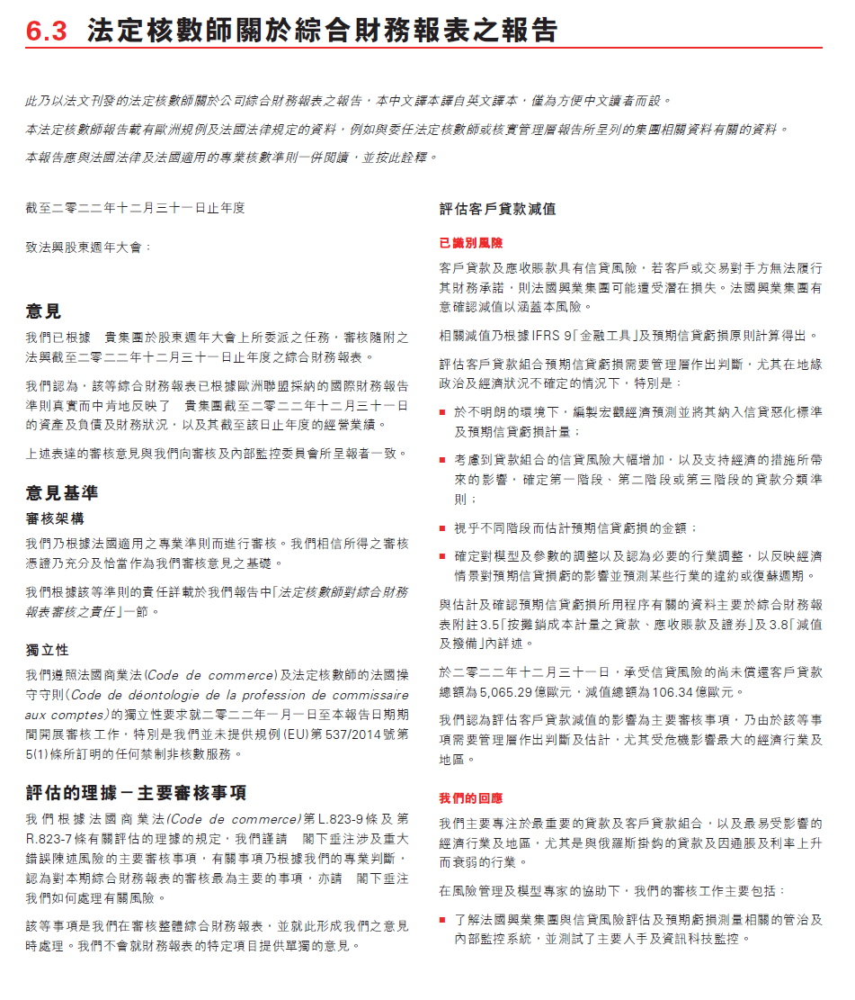 6.3 法定核數師關於綜合財務報表之報告
此乃以法文刊發的法定核數師關於公司綜合財務報表之報告，本中文譯本譯自英文譯本，僅為方便中文讀者而設。
本法定核數師報告載有歐洲規例及法國法律規定的資料，例如與委任法定核數師或核實管理層報告所呈列的集團相關資料有關的資料。
本報告應與法國法律及法國適用的專業核數準則一併閱讀，並按此詮釋。
截至二零二二年十二月三十一日止年度
致法興股東週年大會：
意見
我們已根據　貴集團於股東週年大會上所委派之任務，審核隨附之
法興截至二零二二年十二月三十一日止年度之綜合財務報表。
我們認為，該等綜合財務報表已根據歐洲聯盟採納的國際財務報告
準則真實而中肯地反映了　貴集團截至二零二二年十二月三十一日
的資產及負債及財務狀況，以及其截至該日止年度的經營業績。
上述表達的審核意見與我們向審核及內部監控委員會所呈報者一致。
意見基準
審核架構
我們乃根據法國適用之專業準則而進行審核。我們相信所得之審核
憑證乃充分及恰當作為我們審核意見之基礎。
我們根據該等準則的責任詳載於我們報告中「法定核數師對綜合財務
報表審核之責任」一節。
獨立性
我們遵照法國商業法(Code de commerce)及法定核數師的法國操
守守則(Code de déontologie de la profession de commissaire
aux comptes)的獨立性要求就二零二二年一月一日至本報告日期期
間開展審核工作，特別是我們並未提供規例(EU)第537/2014號第
5(1)條所訂明的任何禁制非核數服務。
評估的理據－主要審核事項
我們根據法國商業法(Code de commerce)第L.823-9條及第
R.823-7條有關評估的理據的規定，我們謹請　閣下垂注涉及重大
錯誤陳述風險的主要審核事項，有關事項乃根據我們的專業判斷，
認為對本期綜合財務報表的審核最為主要的事項，亦請　閣下垂注
我們如何處理有關風險。
該等事項是我們在審核整體綜合財務報表，並就此形成我們之意見
時處理。我們不會就財務報表的特定項目提供單獨的意見。
評估客戶貸款減值
已識別風險
客戶貸款及應收賬款具有信貸風險，若客戶或交易對手方無法履行
其財務承諾，則法國興業集團可能遭受潛在損失。法國興業集團有
意確認減值以涵蓋本風險。
相關減值乃根據IFRS 9「金融工具」及預期信貸虧損原則計算得出。
評估客戶貸款組合預期信貸虧損需要管理層作出判斷，尤其在地緣
政治及經濟狀況不確定的情況下，特別是：
■ 於不明朗的環境下，編製宏觀經濟預測並將其納入信貸惡化標準
及預期信貸虧損計量；
■ 考慮到貸款組合的信貸風險大幅增加，以及支持經濟的措施所帶
來的影響，確定第一階段、第二階段或第三階段的貸款分類準
則；
■ 視乎不同階段而估計預期信貸虧損的金額；
■ 確定對模型及參數的調整以及認為必要的行業調整，以反映經濟
情景對預期信貸損虧的影響並預測某些行業的違約或復蘇週期。
與估計及確認預期信貸虧損所用程序有關的資料主要於綜合財務報
表附註3.5「按攤銷成本計量之貸款、應收賬款及證券」及3.8「減值
及撥備」內詳述。
於二零二二年十二月三十一日，承受信貸風險的尚未償還客戶貸款
總額為5,065.29億歐元，減值總額為106.34億歐元。
我們認為評估客戶貸款減值的影響為主要審核事項，乃由於該等事
項需要管理層作出判斷及估計，尤其受危機影響最大的經濟行業及
地區。
我們的回應
我們主要專注於最重要的貸款及客戶貸款組合，以及最易受影響的
經濟行業及地區，尤其是與俄羅斯掛鈎的貸款及因通脹及利率上升
而衰弱的行業。
在風險管理及模型專家的協助下，我們的審核工作主要包括：
■ 了解法國興業集團與信貸風險評估及預期虧損測量相關的管治及
內部監控系統，並測試了主要人手及資訊科技監控。